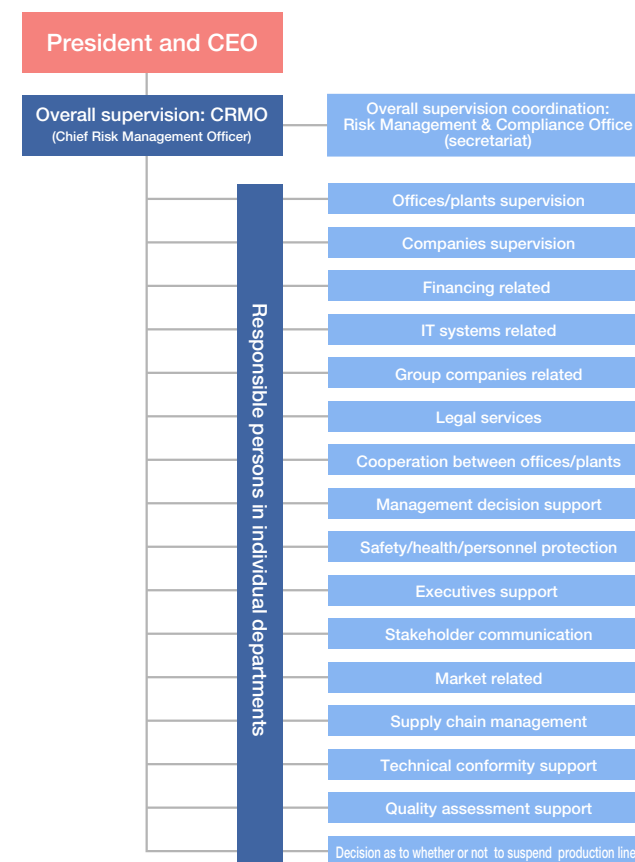 President and CEO
Overall supervision: CRMO
(Chief Risk Management Officer)
Overall supervision coordination:
Risk Management & Compliance Office
(secretariat)
Responsible persons in individual departments
Offices/plants supervision
Companies supervision
Financing related
IT systems related
Group companies related
Legal services
Cooperation between offices/plants
Management decision support
Safety/health/personnel protection
Executives support
Stakeholder communication
Market related
Supply chain management
Technical conformity support
Quality assessment support
Decision as to whether or not to suspend production line